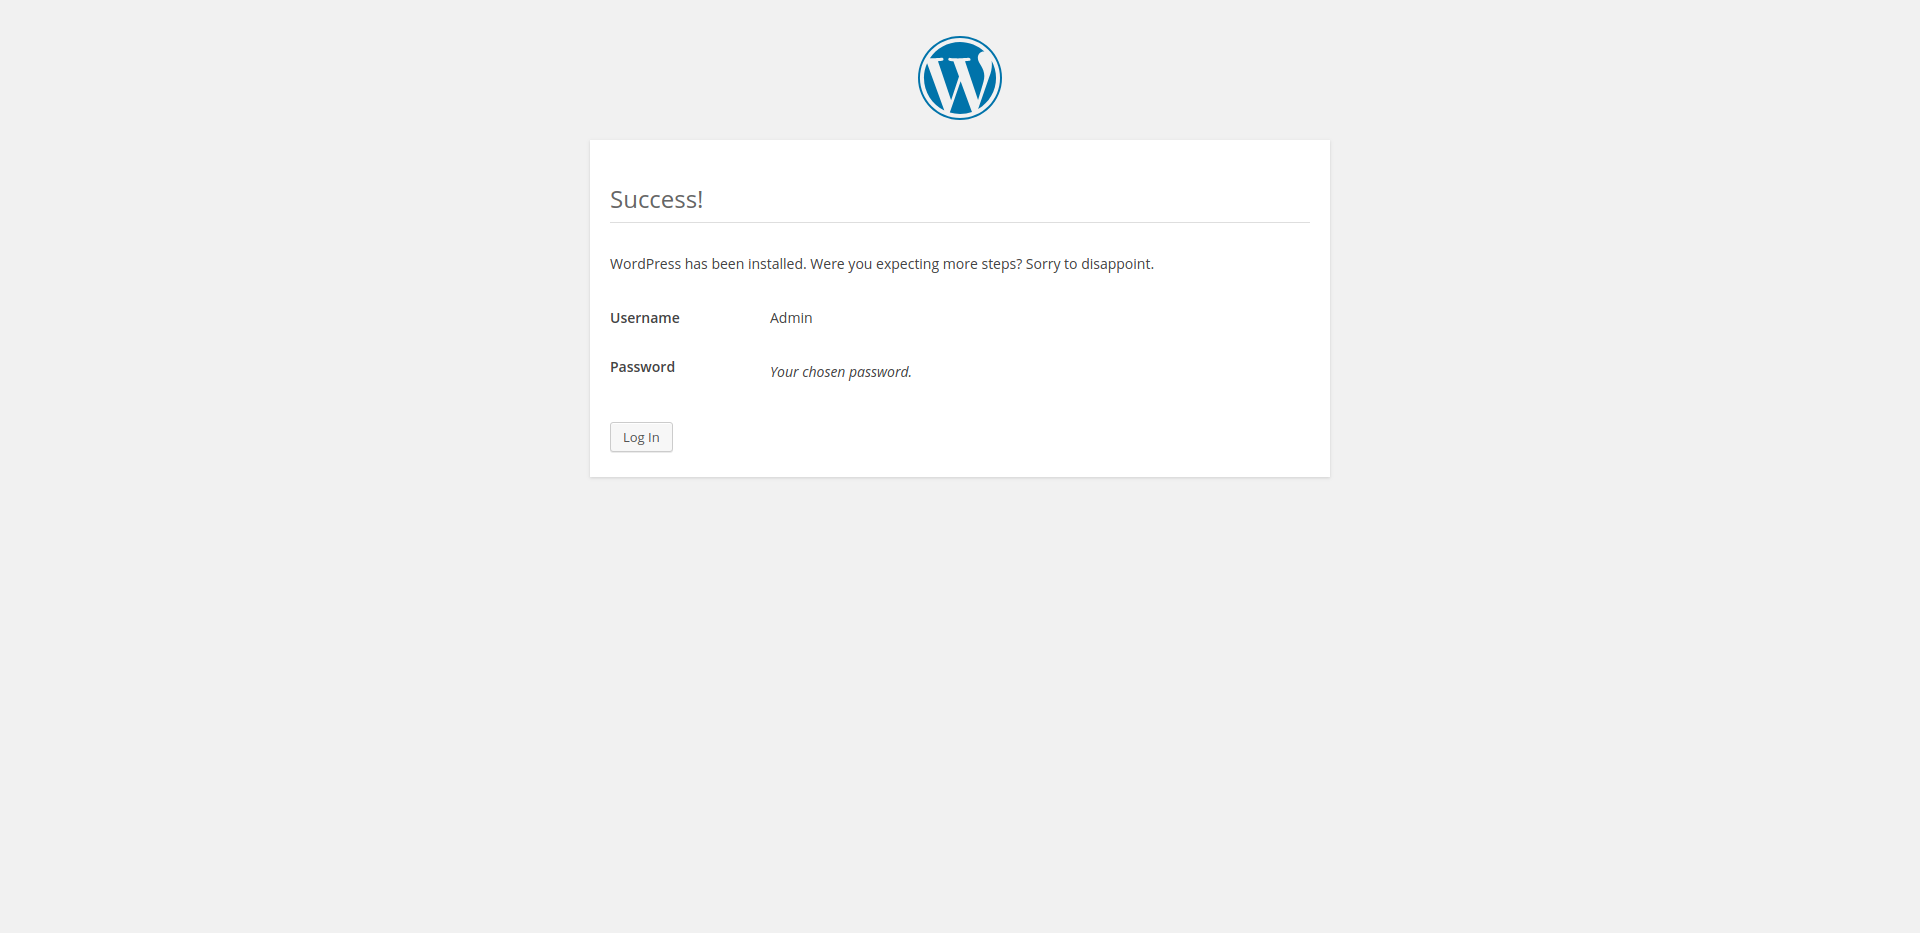 Success!
WordPress has been installed. Were you expecting more steps? Sorry to disappoint.
Username Admin
Password Your chosen password.
Log In